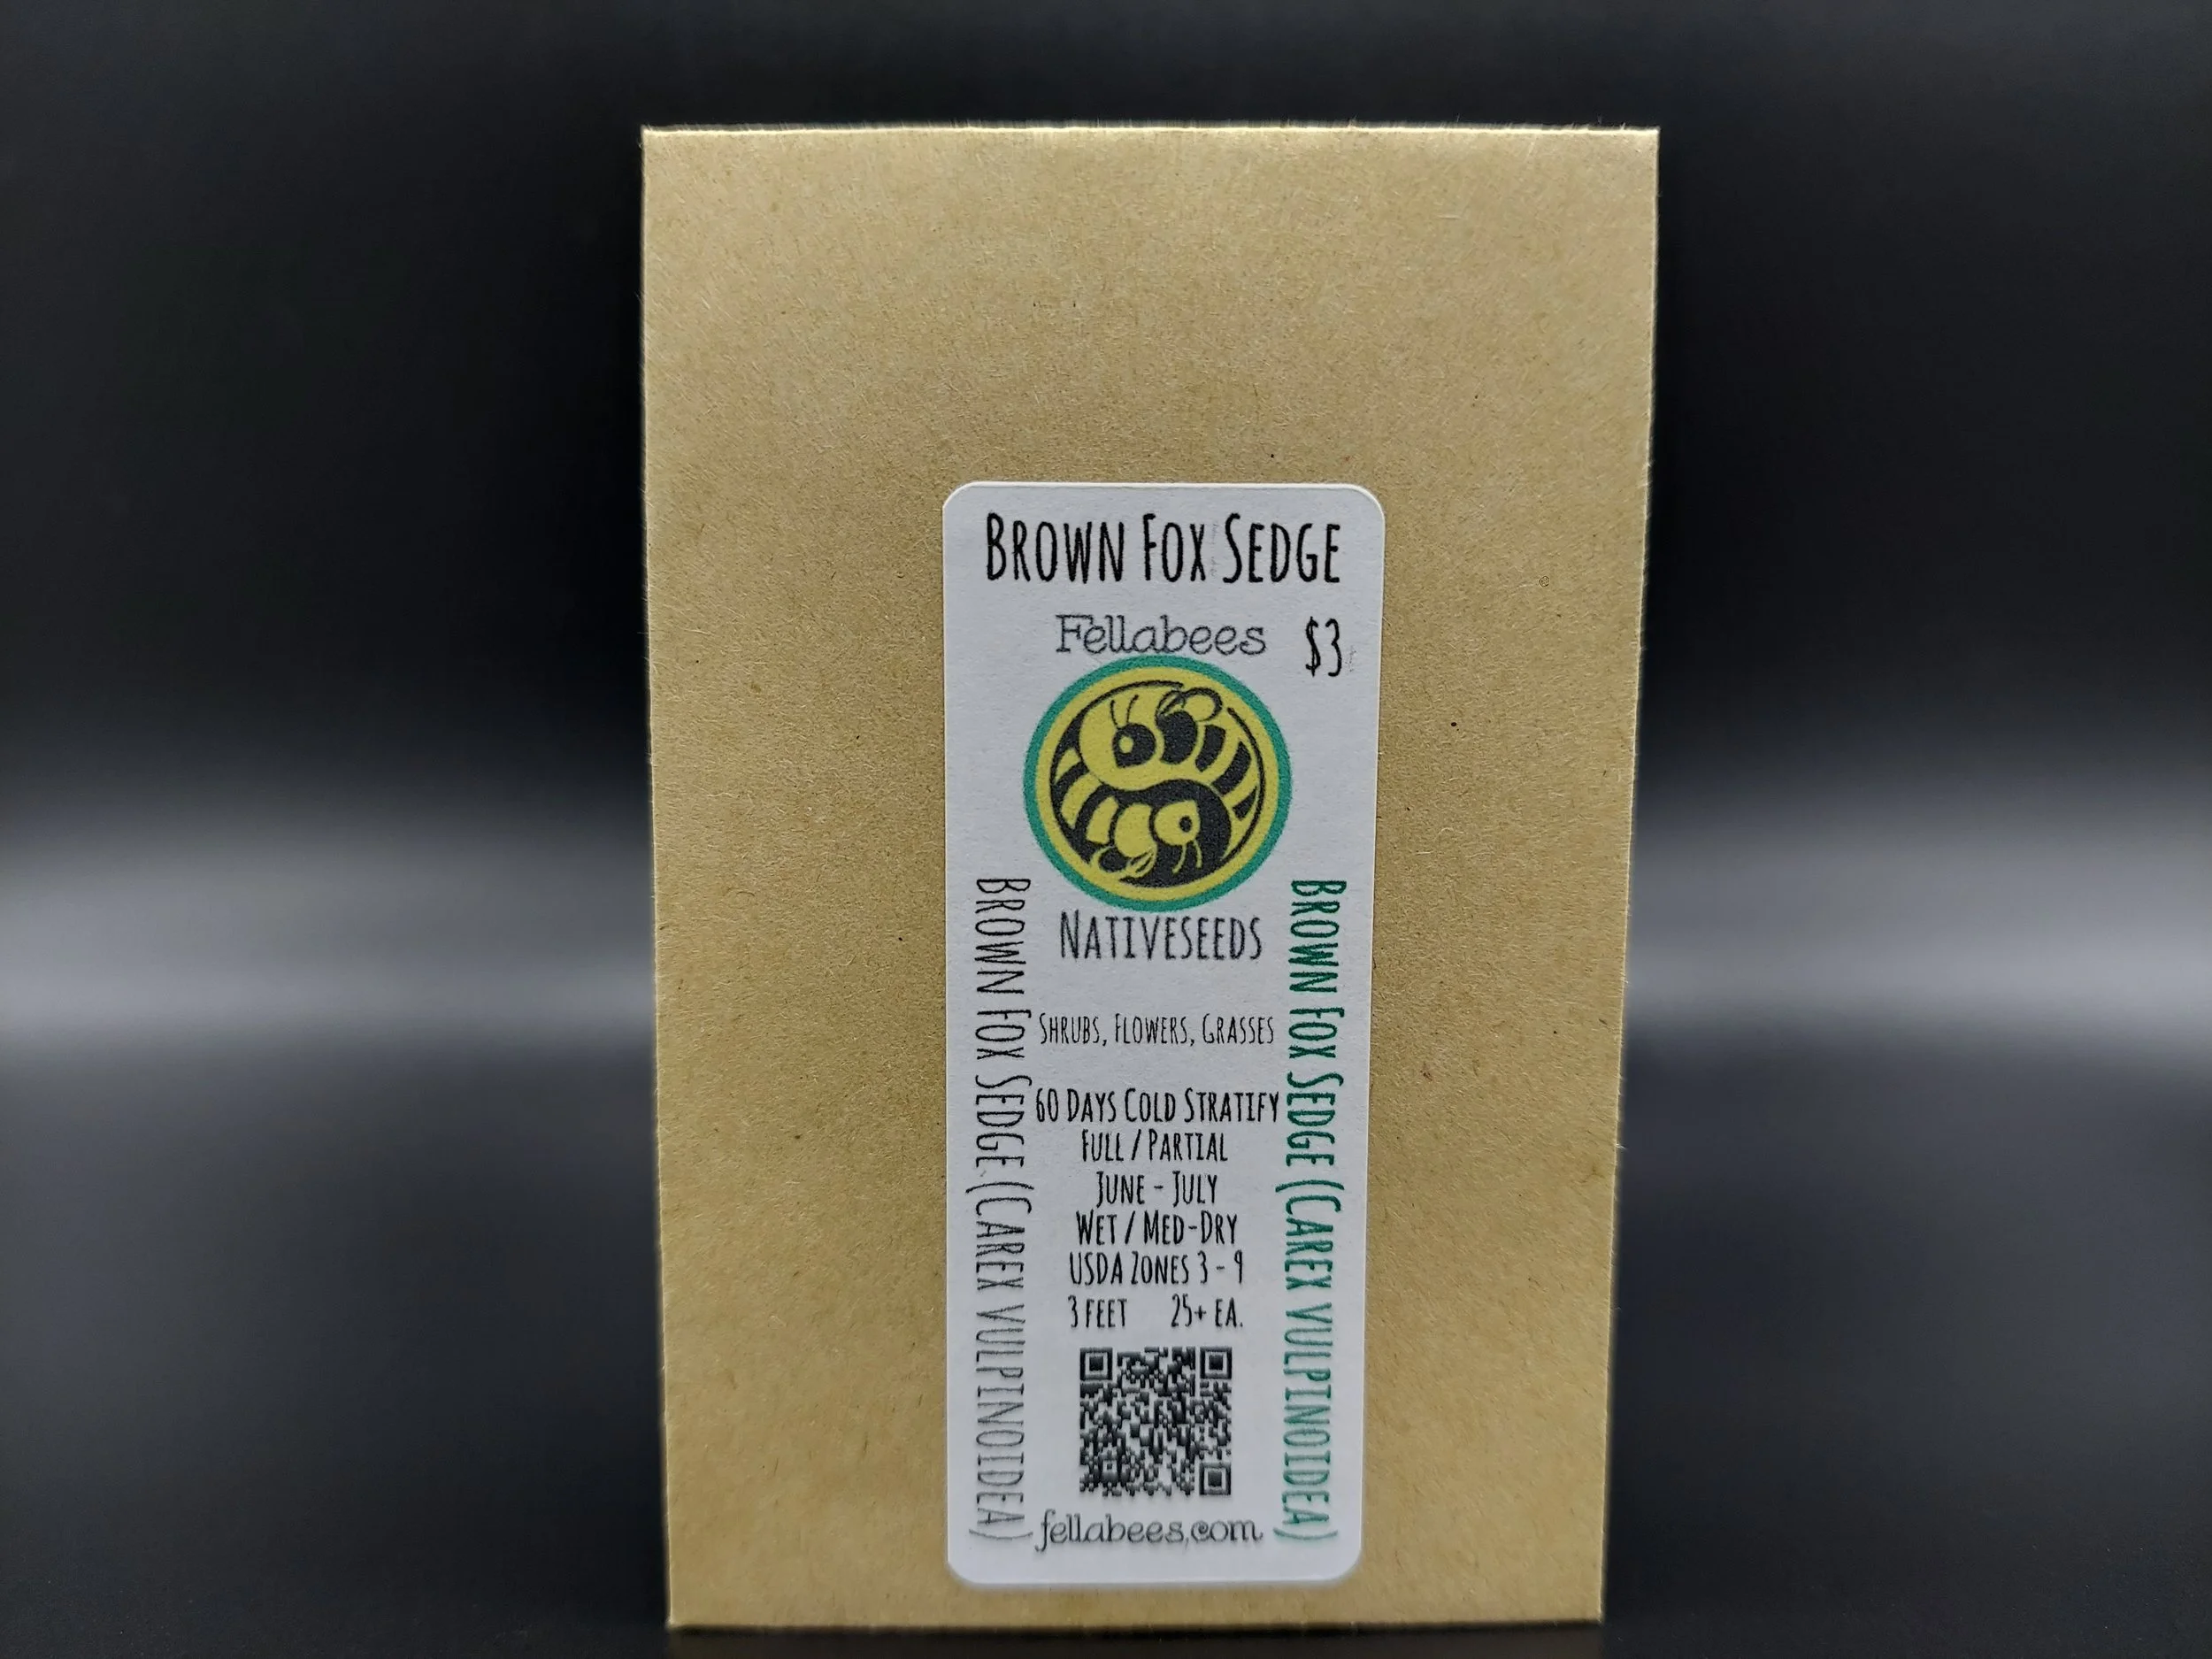 Brown Fox Sedge
Fellabees
$3
Nativeseeds
Shrubs, Flowers, Grasses
60 Days Cold Stratify
Full / Partial
June - July
Wet / Med-Dry
USDA Zones 3 - 9
3 feet 25+ ea.
fellabees.com
Brown Fox Sedge (Carex vulpinoidea)
Brown Fox Sedge (Carex vulpinoidea)